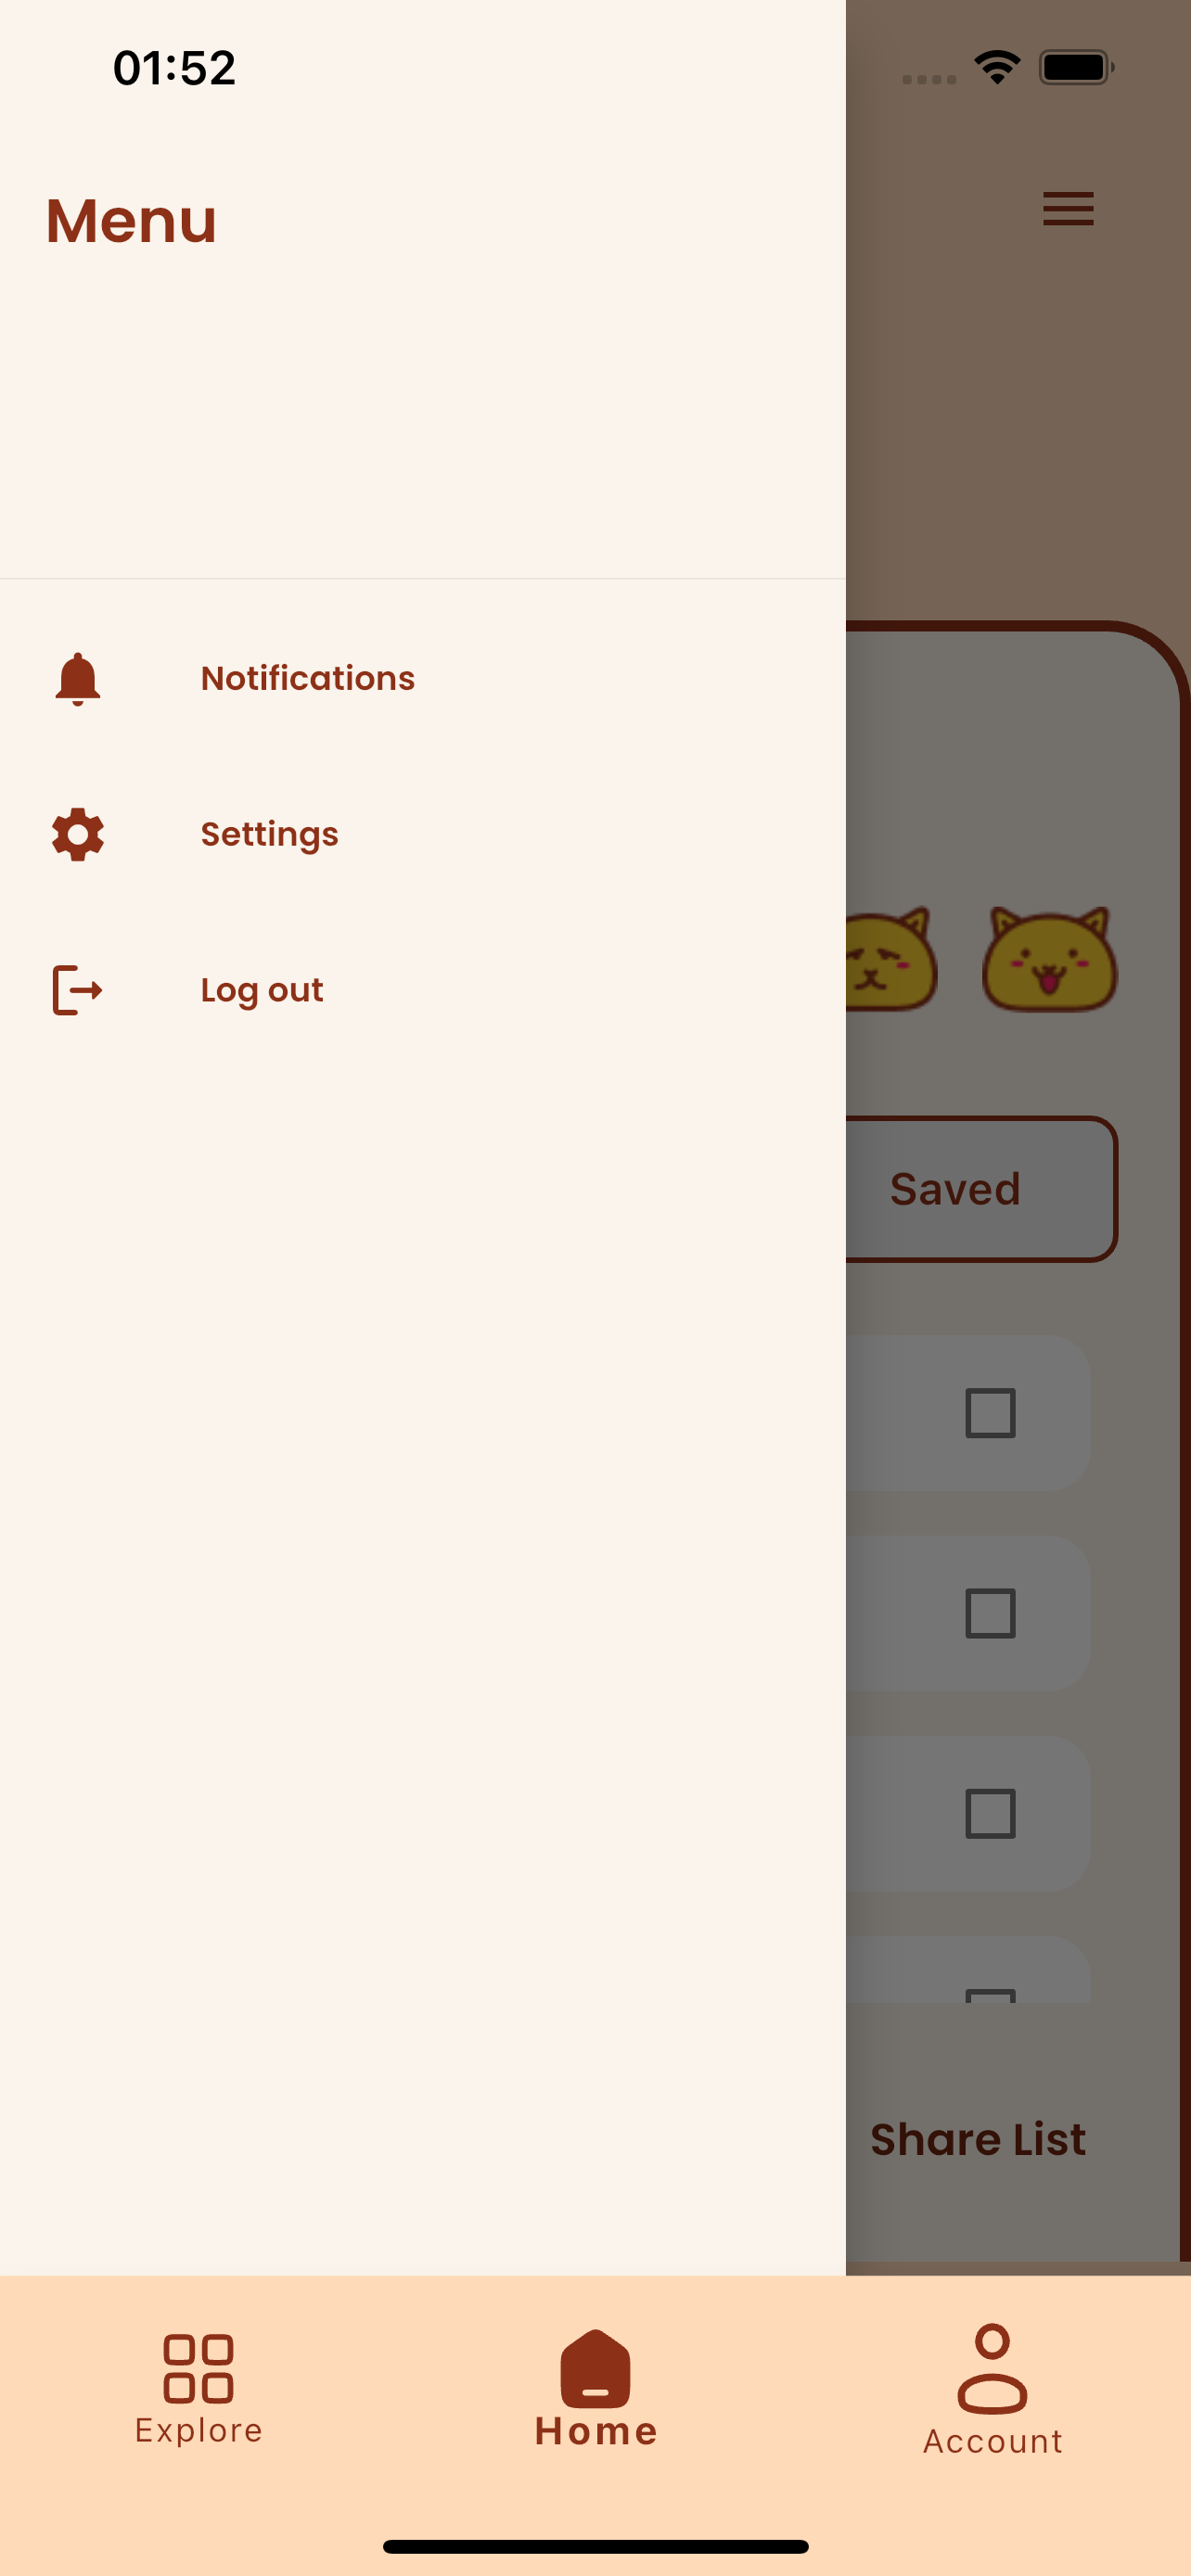 01:52
Menu
Notifications
Settings
Log out
Saved
Share List
Explore
Home
Account